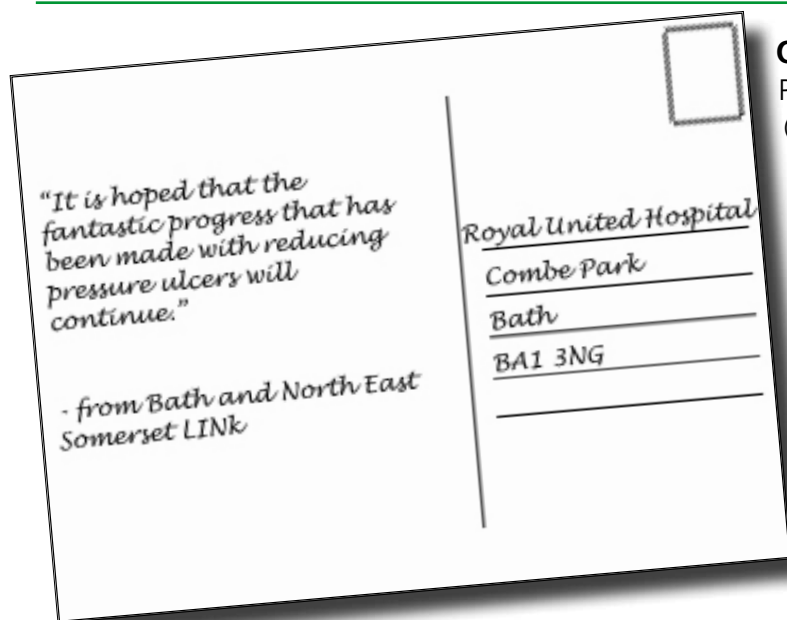 “It is hoped that the
fantastic progress that has
been made with reducing
pressure ulcers will
continue.”
- from Bath and North East
Somerset LINk
Royal United Hospital
Combe Park
Bath
BA1 3NG